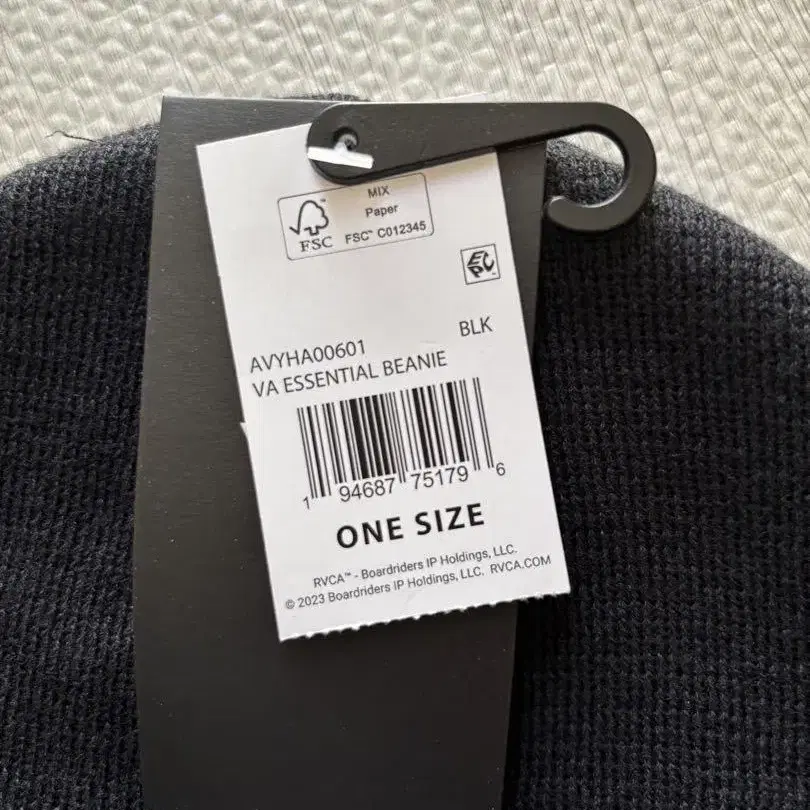 MIX
Paper
FSC™ C012345
FSC
EPC
BLK
AVYHA00601
VA ESSENTIAL BEANIE
1 94687 75179 6
ONE SIZE
RVCA™ - Boardriders IP Holdings, LLC.
© 2023 Boardriders IP Holdings, LLC. RVCA.COM